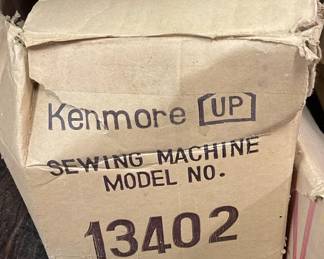 Kenmore UP
SEWING MACHINE
MODEL NO.
13402